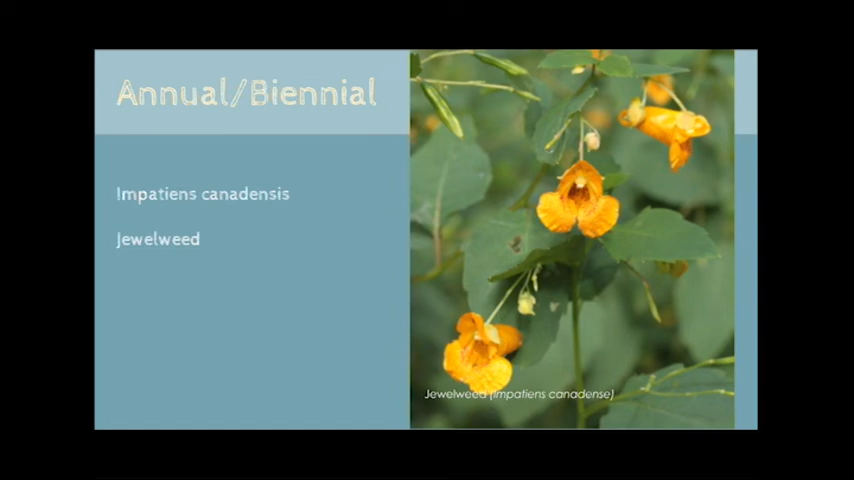 Annual/Biennial
Impatiens canadensis
Jewelweed
Jewelweed (Impatiens canadense)